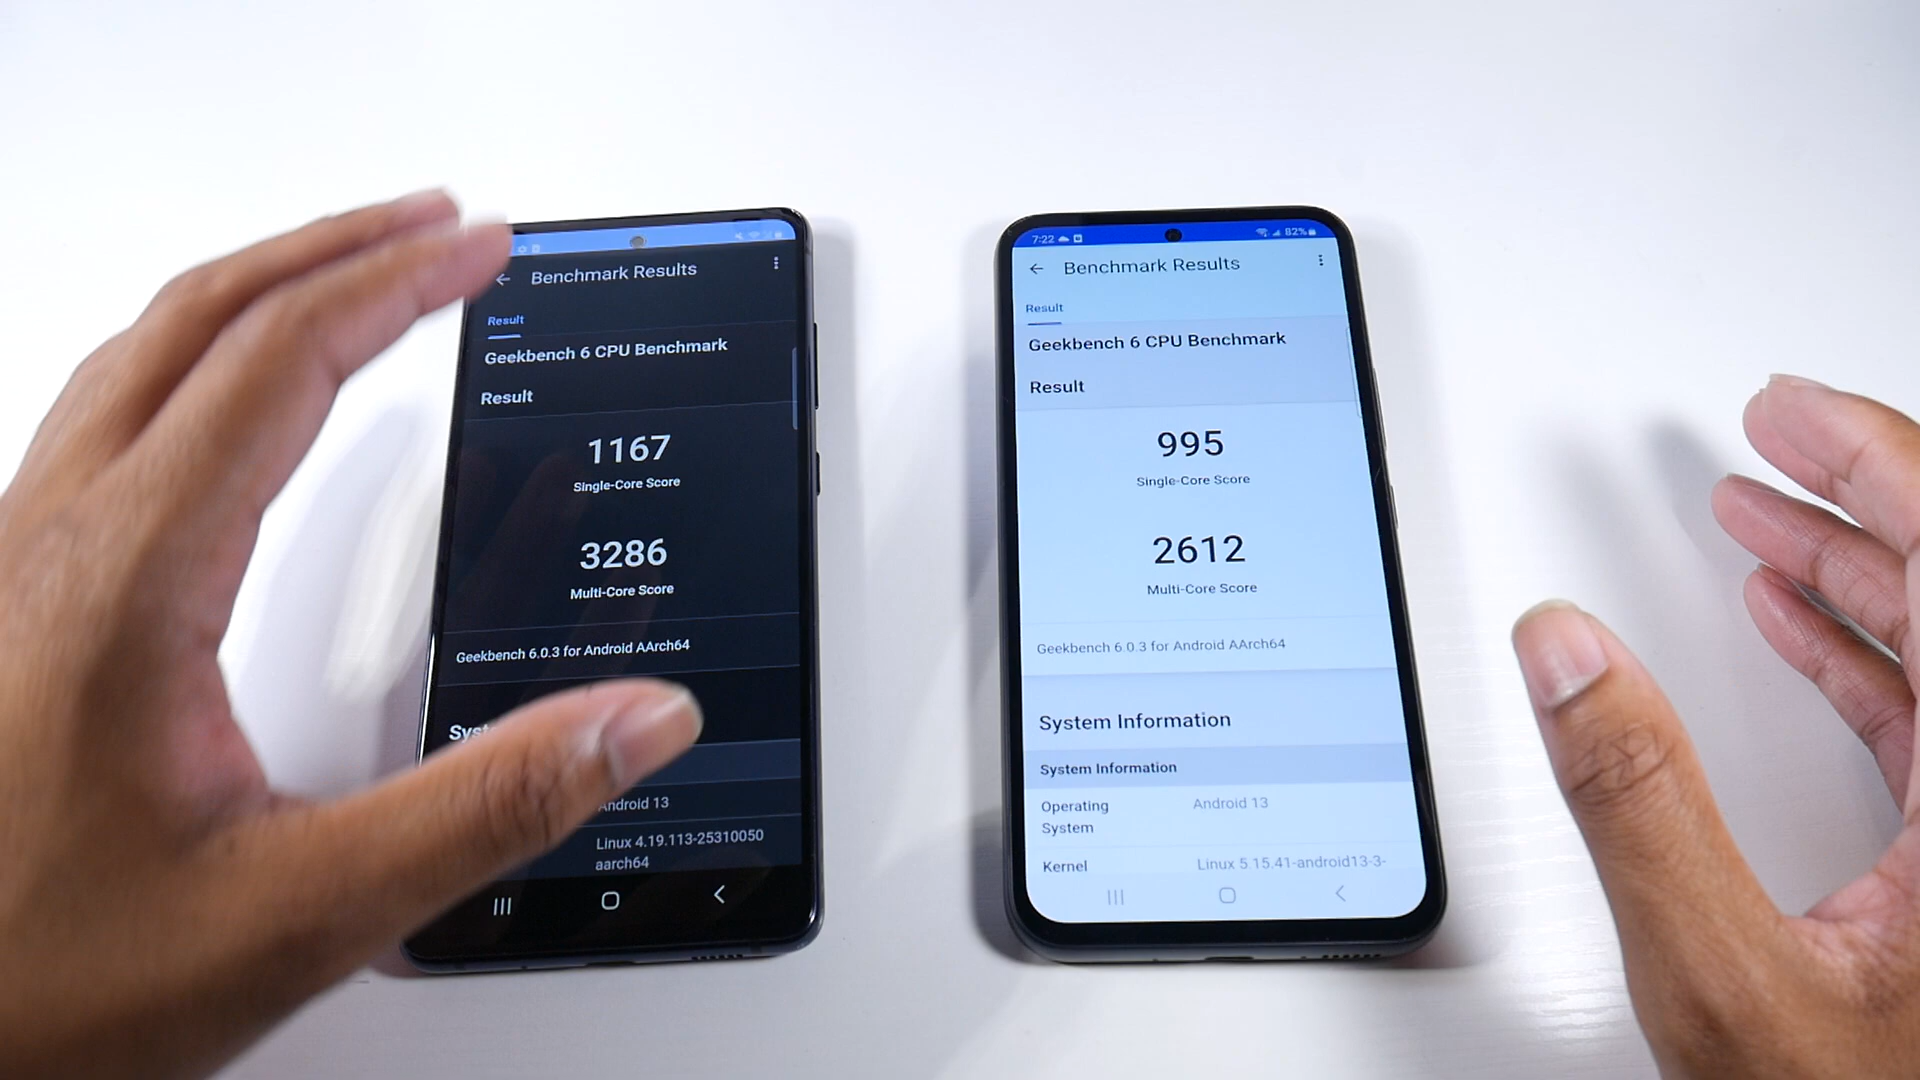 Benchmark Results
Result
Geekbench 6 CPU Benchmark
Result
1167
Single-Core Score
3286
Multi-Core Score
Geekbench 6.0.3 for Android AArch64
Android 13
Linux 4.19.113-25310050
aarch64
7:22 82%
Benchmark Results
Result
Geekbench 6 CPU Benchmark
Result
995
Single-Core Score
2612
Multi-Core Score
Geekbench 6.0.3 for Android AArch64
System Information
System Information
Operating Android 13
System
Kernel Linux 5.15.41-android13-3-